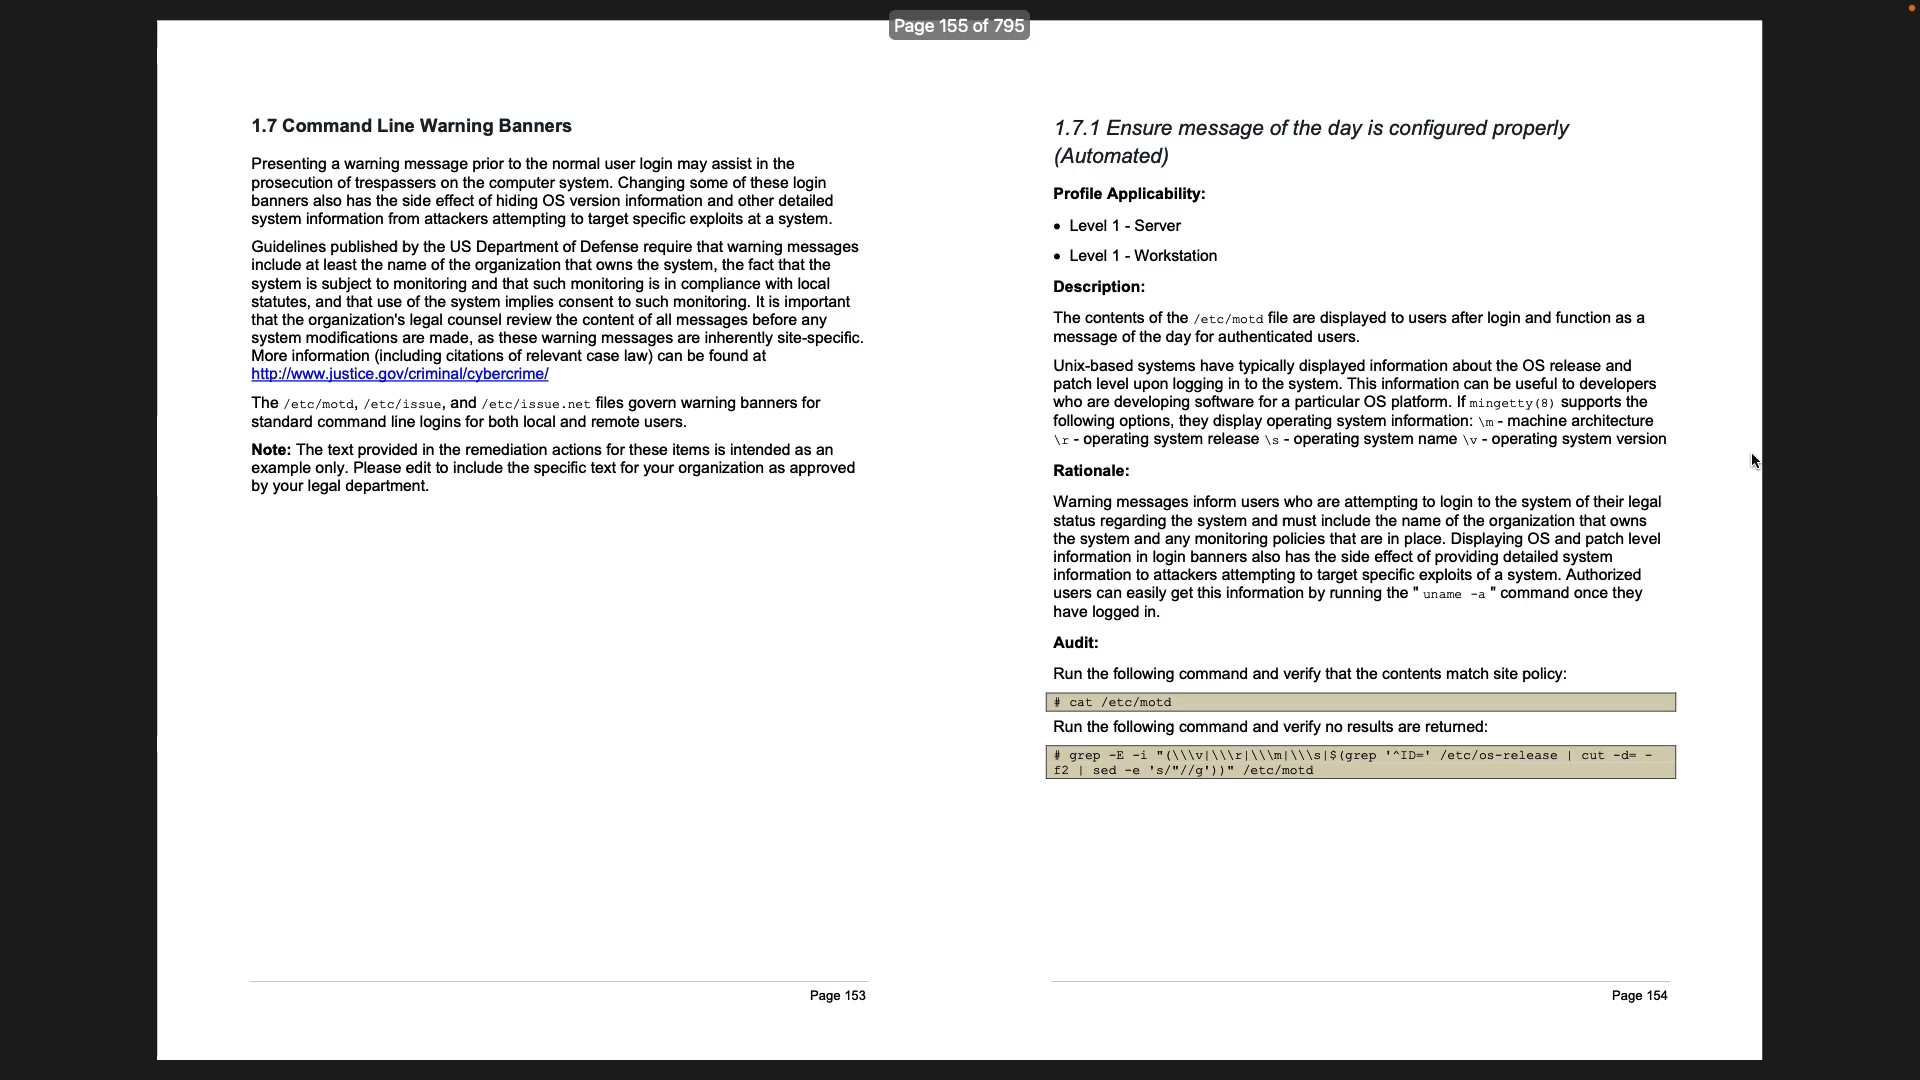 Page 155 of 795
1.7 Command Line Warning Banners
Presenting a warning message prior to the normal user login may assist in the
prosecution of trespassers on the computer system. Changing some of these login
banners also has the side effect of hiding OS version information and other detailed
system information from attackers attempting to target specific exploits at a system.
Guidelines published by the US Department of Defense require that warning messages
include at least the name of the organization that owns the system, the fact that the
system is subject to monitoring and that such monitoring is in compliance with local
statutes, and that use of the system implies consent to such monitoring. It is important
that the organization's legal counsel review the content of all messages before any
system modifications are made, as these warning messages are inherently site-specific.
More information (including citations of relevant case law) can be found at
http://www.justice.gov/criminal/cybercrime/
The /etc/motd, /etc/issue, and /etc/issue.net files govern warning banners for
standard command line logins for both local and remote users.
Note: The text provided in the remediation actions for these items is intended as an
example only. Please edit to include the specific text for your organization as approved
by your legal department.
Page 153
1.7.1 Ensure message of the day is configured properly
(Automated)
Profile Applicability:
• Level 1 - Server
• Level 1 - Workstation
Description:
The contents of the /etc/motd file are displayed to users after login and function as a
message of the day for authenticated users.
Unix-based systems have typically displayed information about the OS release and
patch level upon logging in to the system. This information can be useful to developers
who are developing software for a particular OS platform. If mingetty(8) supports the
following options, they display operating system information: \m - machine architecture
\r - operating system release \s - operating system name \v - operating system version
Rationale:
Warning messages inform users who are attempting to login to the system of their legal
status regarding the system and must include the name of the organization that owns
the system and any monitoring policies that are in place. Displaying OS and patch level
information in login banners also has the side effect of providing detailed system
information to attackers attempting to target specific exploits of a system. Authorized
users can easily get this information by running the " uname -a " command once they
have logged in.
Audit:
Run the following command and verify that the contents match site policy:
# cat /etc/motd
Run the following command and verify no results are returned:
# grep -E -i "(\\\v|\\\r|\\\m|\\\s|$(grep '^ID=' /etc/os-release | cut -d= -
f2 | sed -e 's/"//g'))" /etc/motd
Page 154